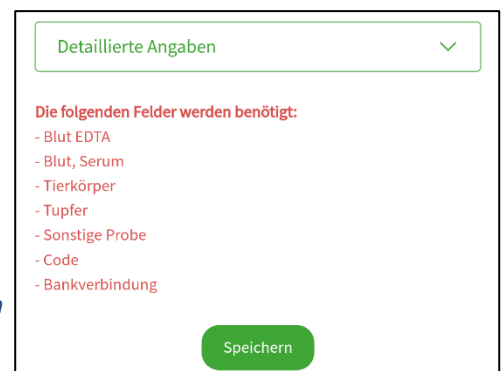 Detaillierte Angaben
Die folgenden Felder werden benötigt:
- Blut EDTA
- Blut, Serum
- Tierkörper
- Tupfer
- Sonstige Probe
- Code
- Bankverbindung
Speichern